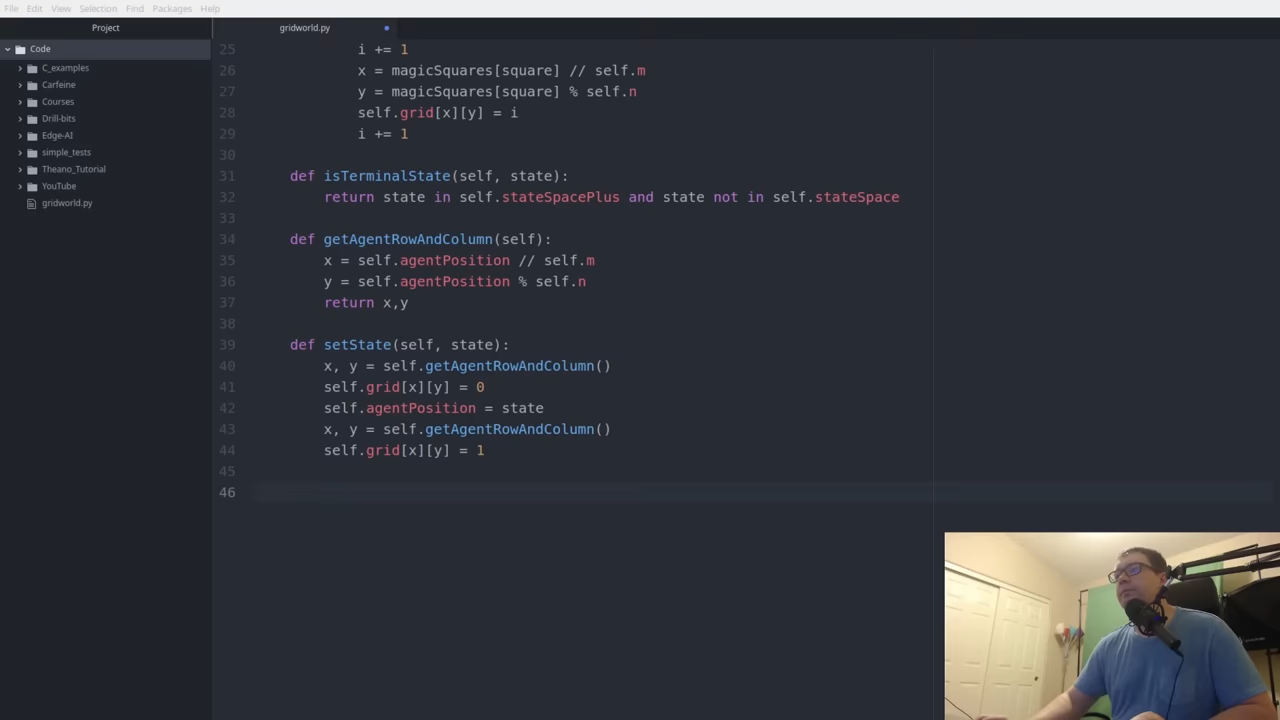 File Edit View Selection Find Packages Help
Project
gridworld.py
Code
C_examples
Carfeine
Courses
Drill-bits
Edge-AI
simple_tests
Theano_Tutorial
YouTube
gridworld.py
25 i += 1
26 x = magicSquares[square] // self.m
27 y = magicSquares[square] % self.n
28 self.grid[x][y] = i
29 i += 1
30
31 def isTerminalState(self, state):
32 return state in self.stateSpacePlus and state not in self.stateSpace
33
34 def getAgentRowAndColumn(self):
35 x = self.agentPosition // self.m
36 y = self.agentPosition % self.n
37 return x,y
38
39 def setState(self, state):
40 x, y = self.getAgentRowAndColumn()
41 self.grid[x][y] = 0
42 self.agentPosition = state
43 x, y = self.getAgentRowAndColumn()
44 self.grid[x][y] = 1
45
46